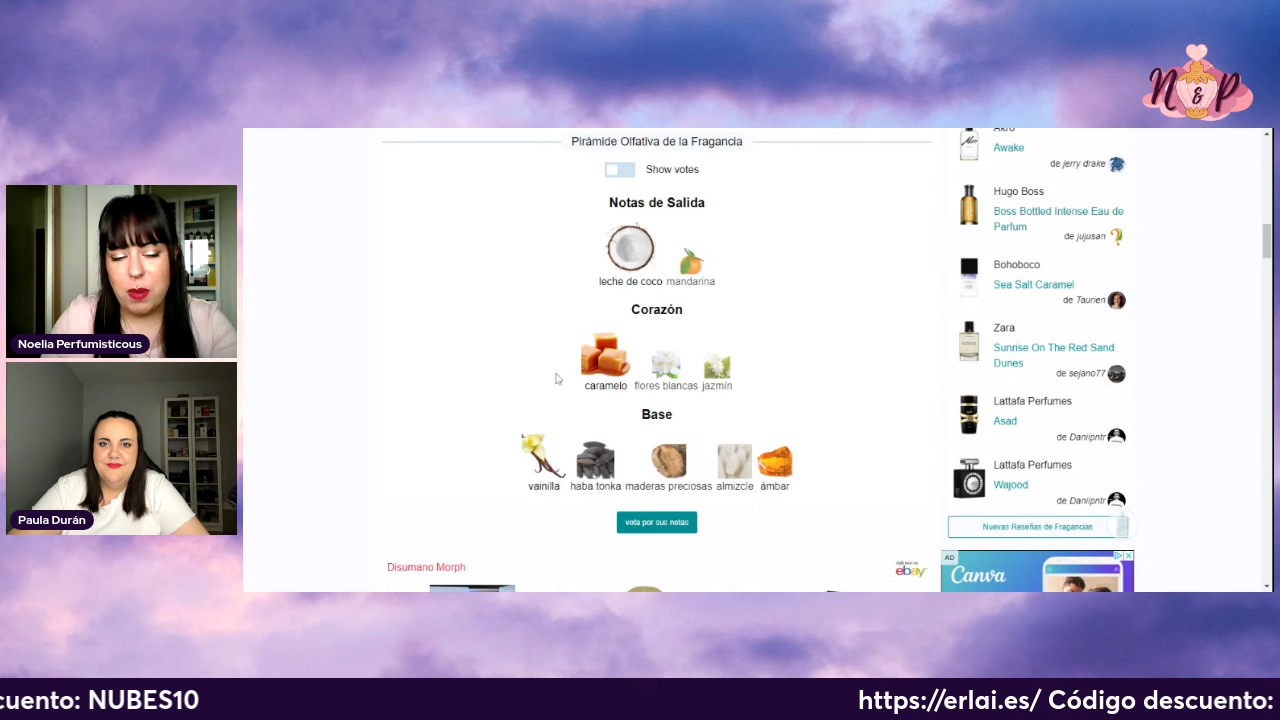 N & P
Noelia Perfumisticous
Paula Durán
Pirámide Olfativa de la Fragancia
Show votes
Notas de Salida
leche de coco mandarina
Corazón
caramelo flores blancas jazmín
Base
vainilla haba tonka maderas preciosas almizcle ámbar
vota por sus notas
Disumano Morph
ebay
Akro
Awake
de jerry drake
Hugo Boss
Boss Bottled Intense Eau de
Parfum
de jujusan
Bohoboco
Sea Salt Caramel
de Taurien
Zara
Sunrise On The Red Sand
Dunes
de sejano77
Lattafa Perfumes
Asad
de Daniipntr
Lattafa Perfumes
Wajood
de Daniipntr
Nuevas Reseñas de Fragancias
AD
Canva
cuento: NUBES10
https://erlai.es/ Código descuento: